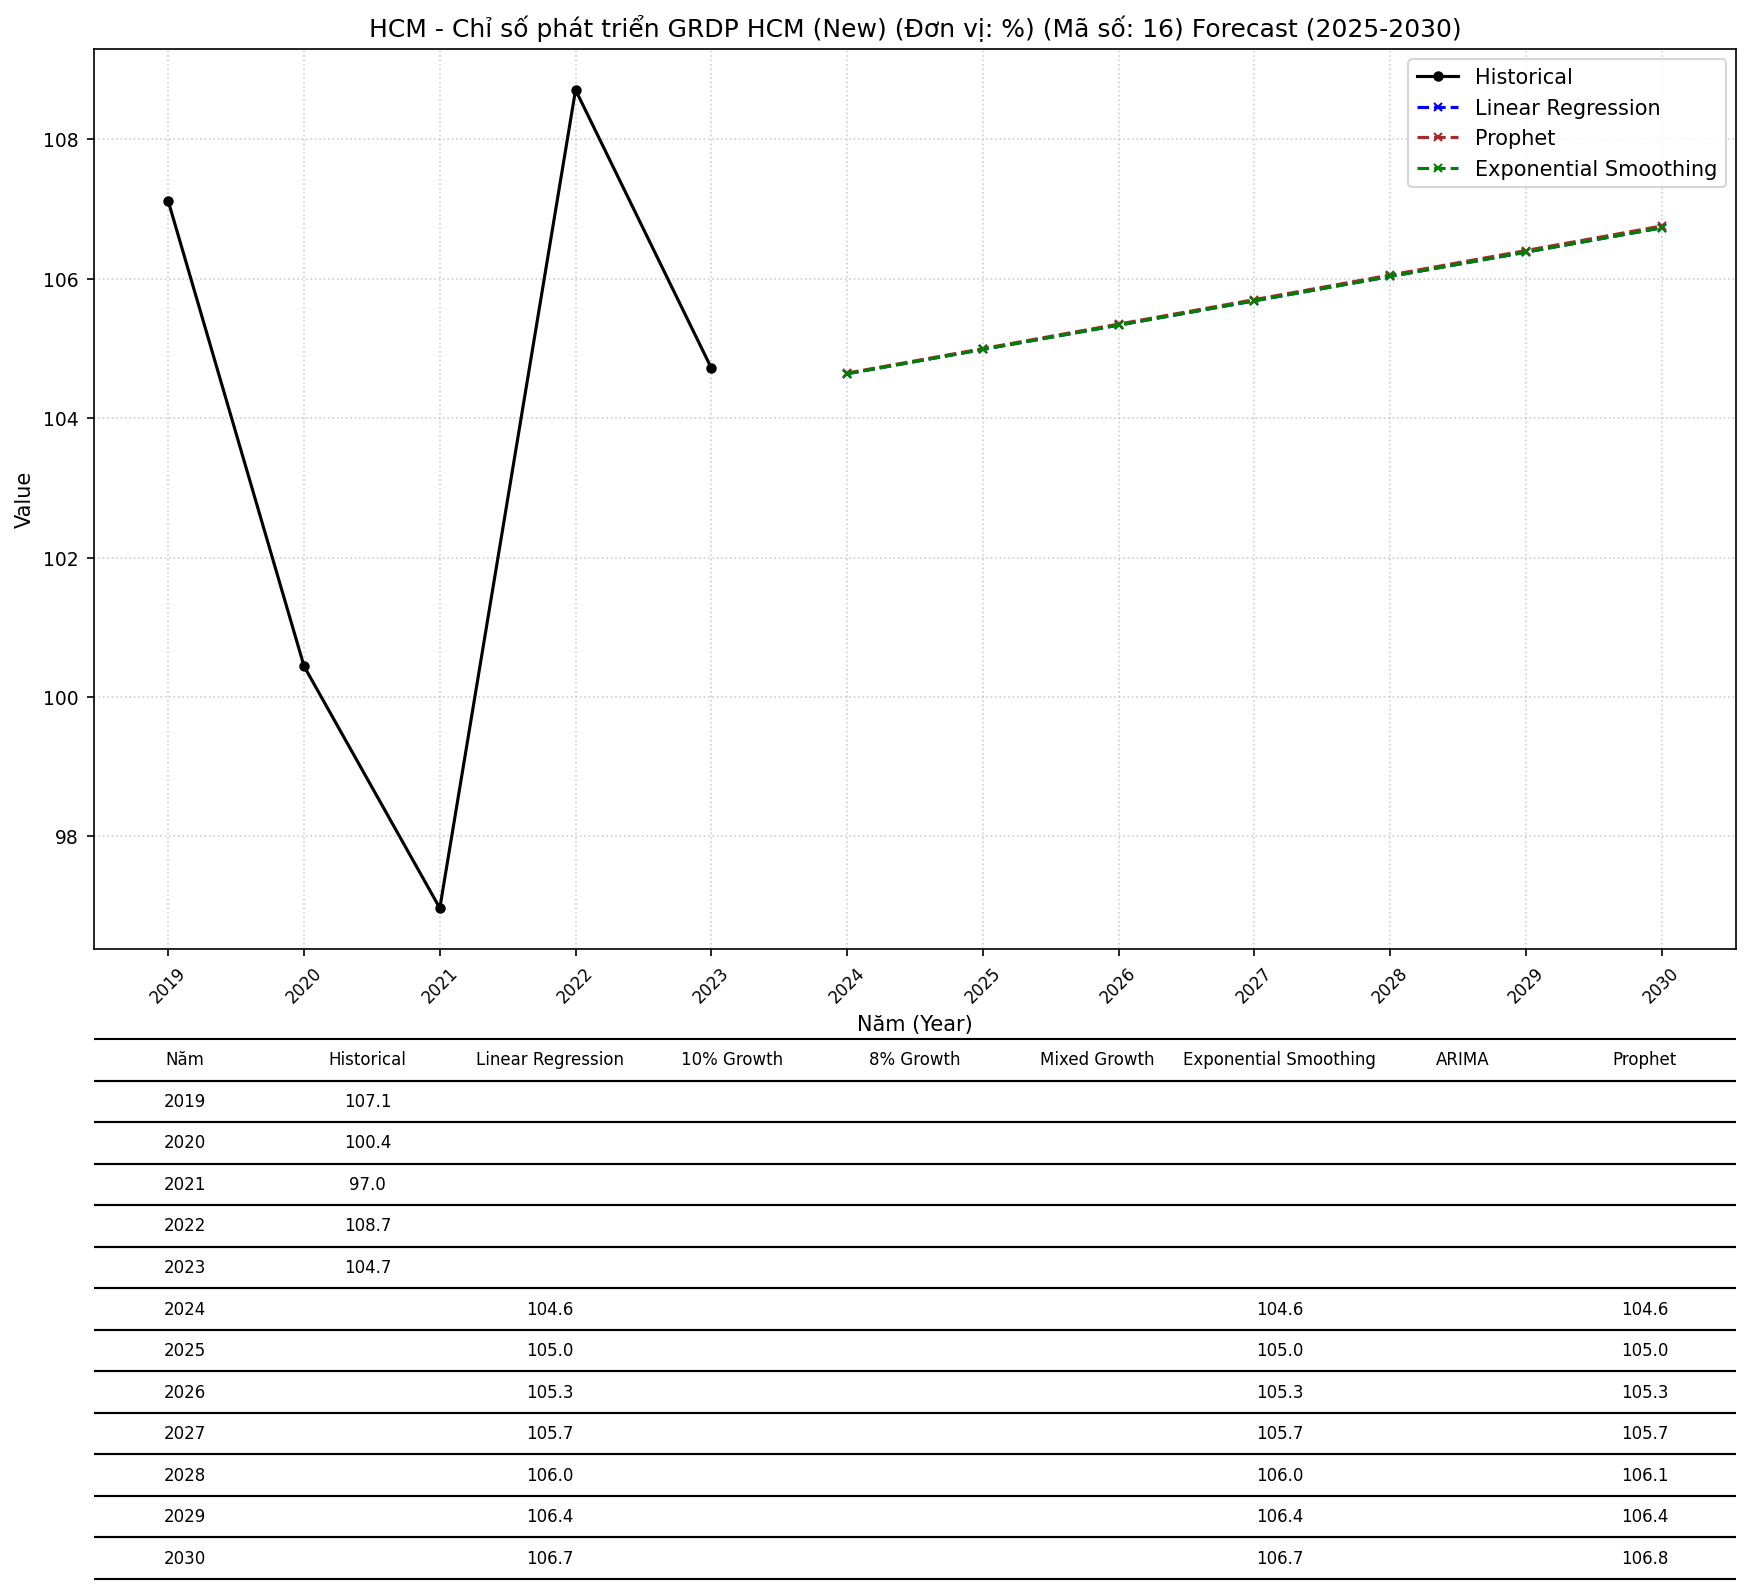 HCM - Chỉ số phát triển GRDP HCM (New) (Đơn vị: %) (Mã số: 16) Forecast (2025-2030)
Historical
Linear Regression
Prophet
Exponential Smoothing
108
106
104
102
100
98
Value
2019 2020 2021 2022 2023 2024 2025 2026 2027 2028 2029 2030
Năm (Year)
Năm Historical Linear Regression 10% Growth 8% Growth Mixed Growth Exponential Smoothing ARIMA Prophet
2019 107.1
2020 100.4
2021 97.0
2022 108.7
2023 104.7
2024 104.6 104.6 104.6
2025 105.0 105.0 105.0
2026 105.3 105.3 105.3
2027 105.7 105.7 105.7
2028 106.0 106.0 106.1
2029 106.4 106.4 106.4
2030 106.7 106.7 106.8